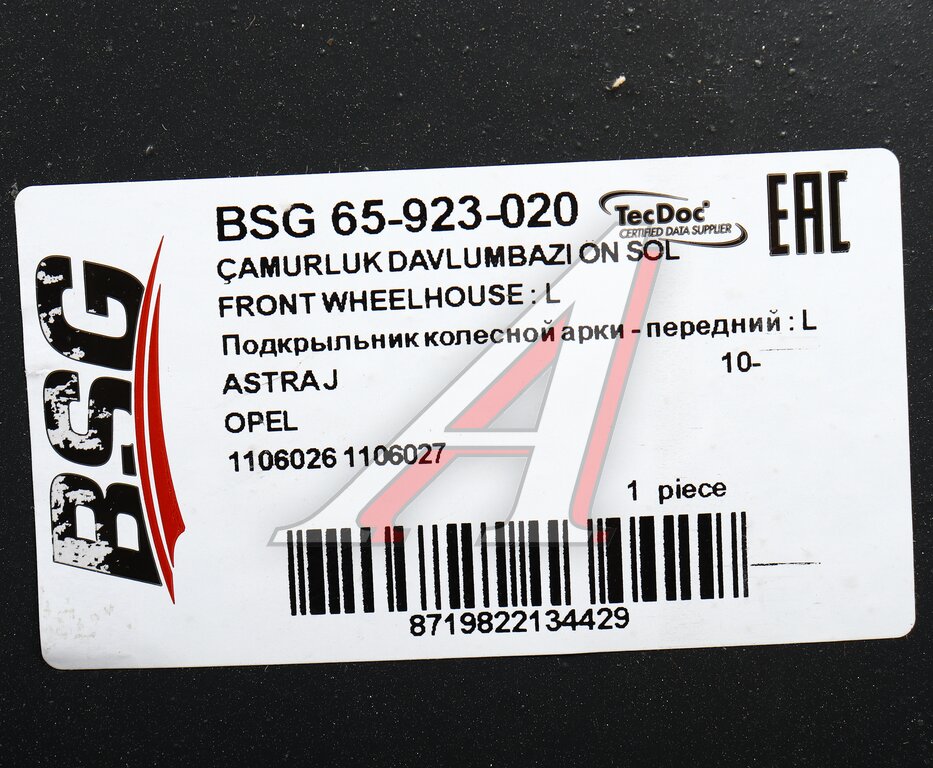 BSG 65-923-020
TecDoc®
CERTIFIED DATA SUPPLIER
EAC
ÇAMURLUK DAVLUMBAZI ON SOL
FRONT WHEELHOUSE : L
Подкрыльник колесной арки - передний : L
ASTRA J 10-
OPEL
1106026 1106027
1 piece
8719822134429
BSG